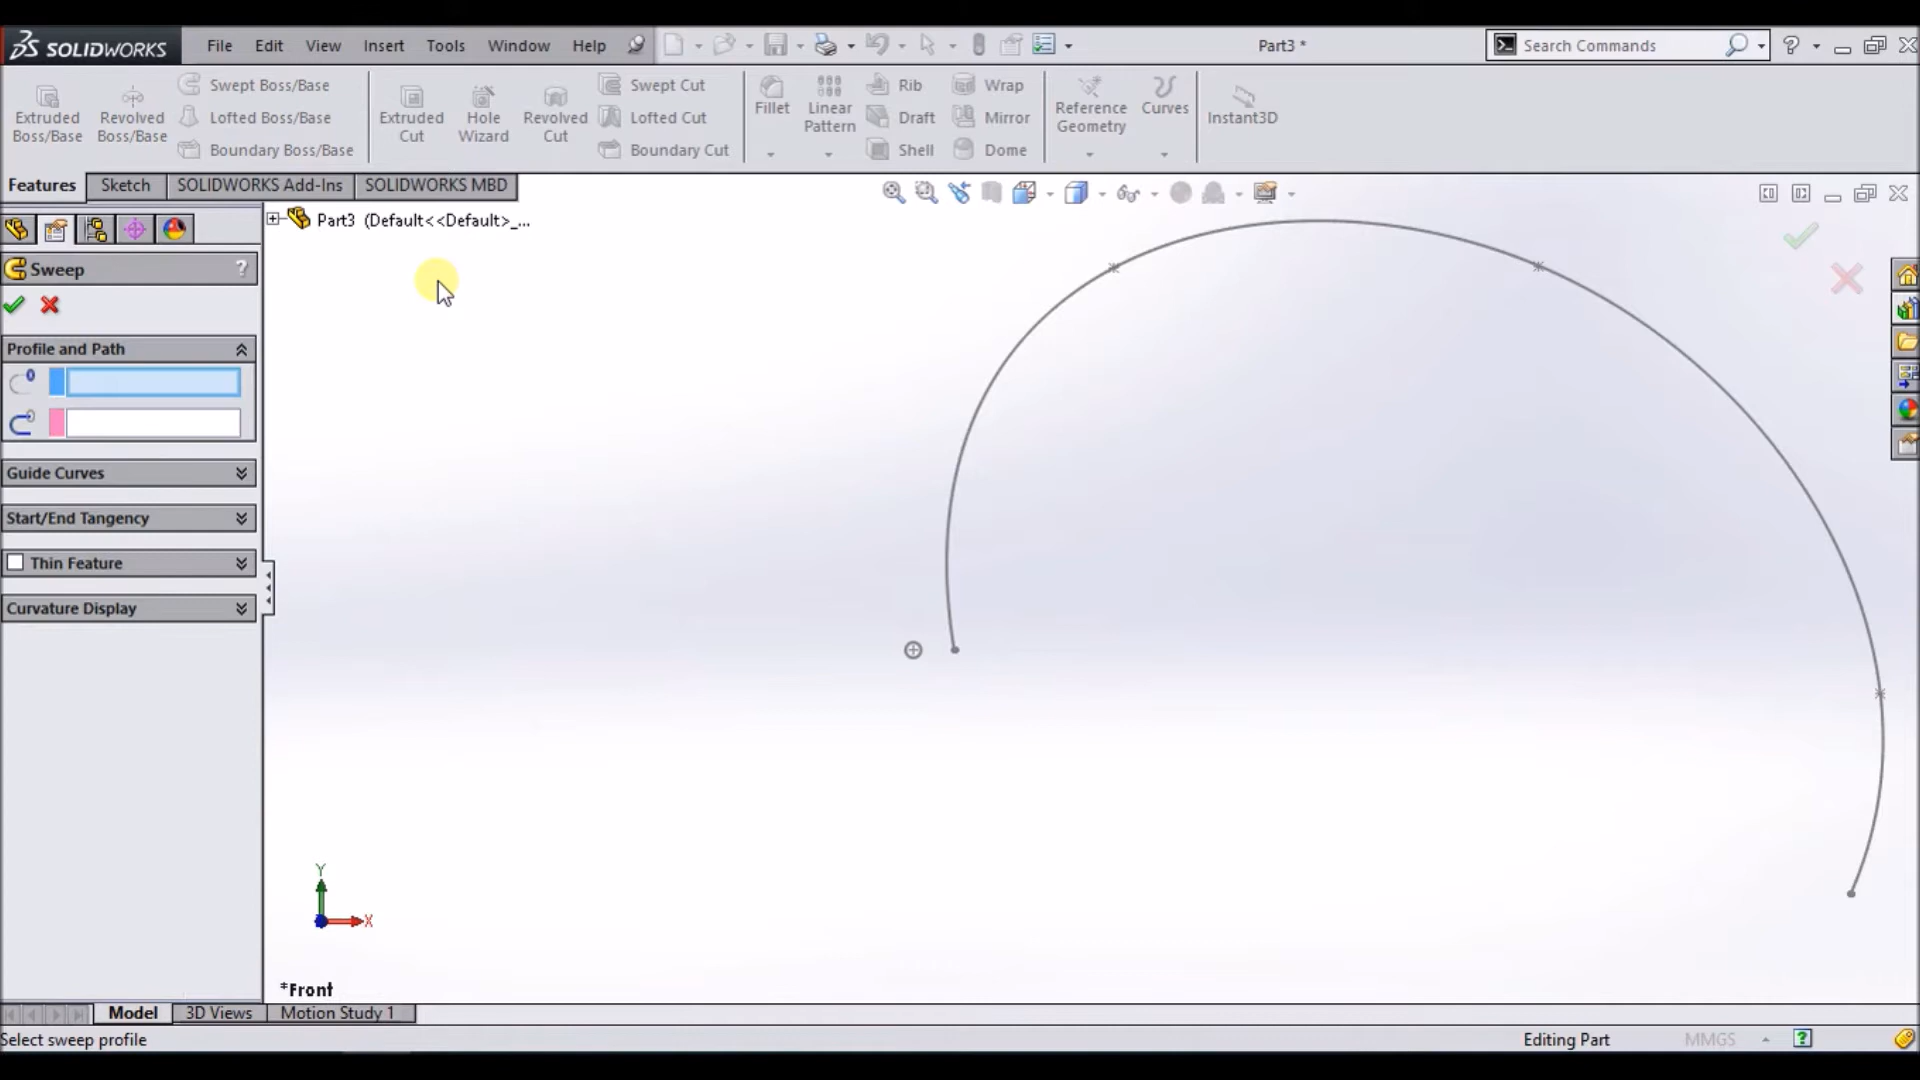 SOLIDWORKS File Edit View Insert Tools Window Help Part3 * Search Commands
Extruded Boss/Base
Revolved Boss/Base
Swept Boss/Base
Lofted Boss/Base
Boundary Boss/Base
Extruded Cut
Hole Wizard
Revolved Cut
Swept Cut
Lofted Cut
Boundary Cut
Fillet
Linear Pattern
Rib
Draft
Shell
Wrap
Mirror
Dome
Reference Geometry
Curves
Instant3D
Features Sketch SOLIDWORKS Add-Ins SOLIDWORKS MBD
Part3 (Default<<Default>_...
Sweep ?
Profile and Path
Guide Curves
Start/End Tangency
Thin Feature
Curvature Display
Y
X
*Front
Model 3D Views Motion Study 1
Select sweep profile Editing Part MMGS ?